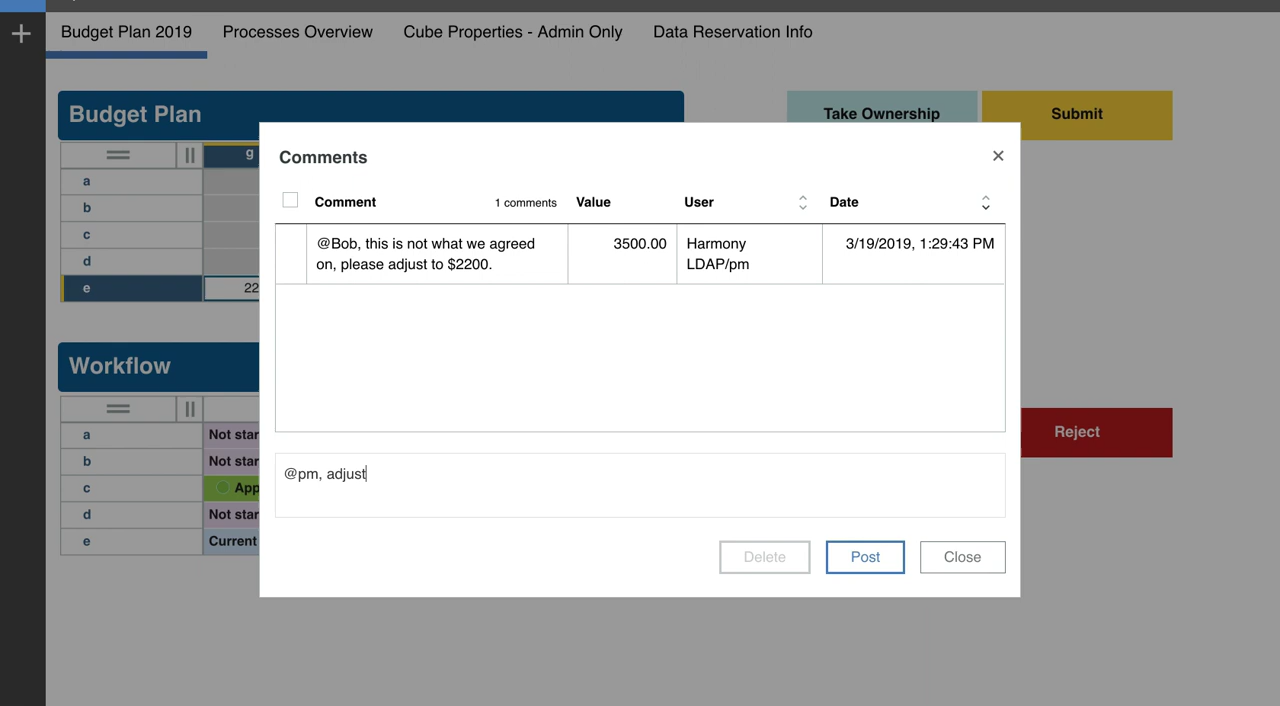 Budget Plan 2019 Processes Overview Cube Properties - Admin Only Data Reservation Info
Budget Plan
Take Ownership Submit
g
a
b
c
d
e 22
Comments
Comment 1 comments Value User Date
@Bob, this is not what we agreed 3500.00 Harmony 3/19/2019, 1:29:43 PM
on, please adjust to $2200. LDAP/pm
@pm, adjust
Delete Post Close
Workflow
Reject
a Not star
b Not star
c App
d Not star
e Current